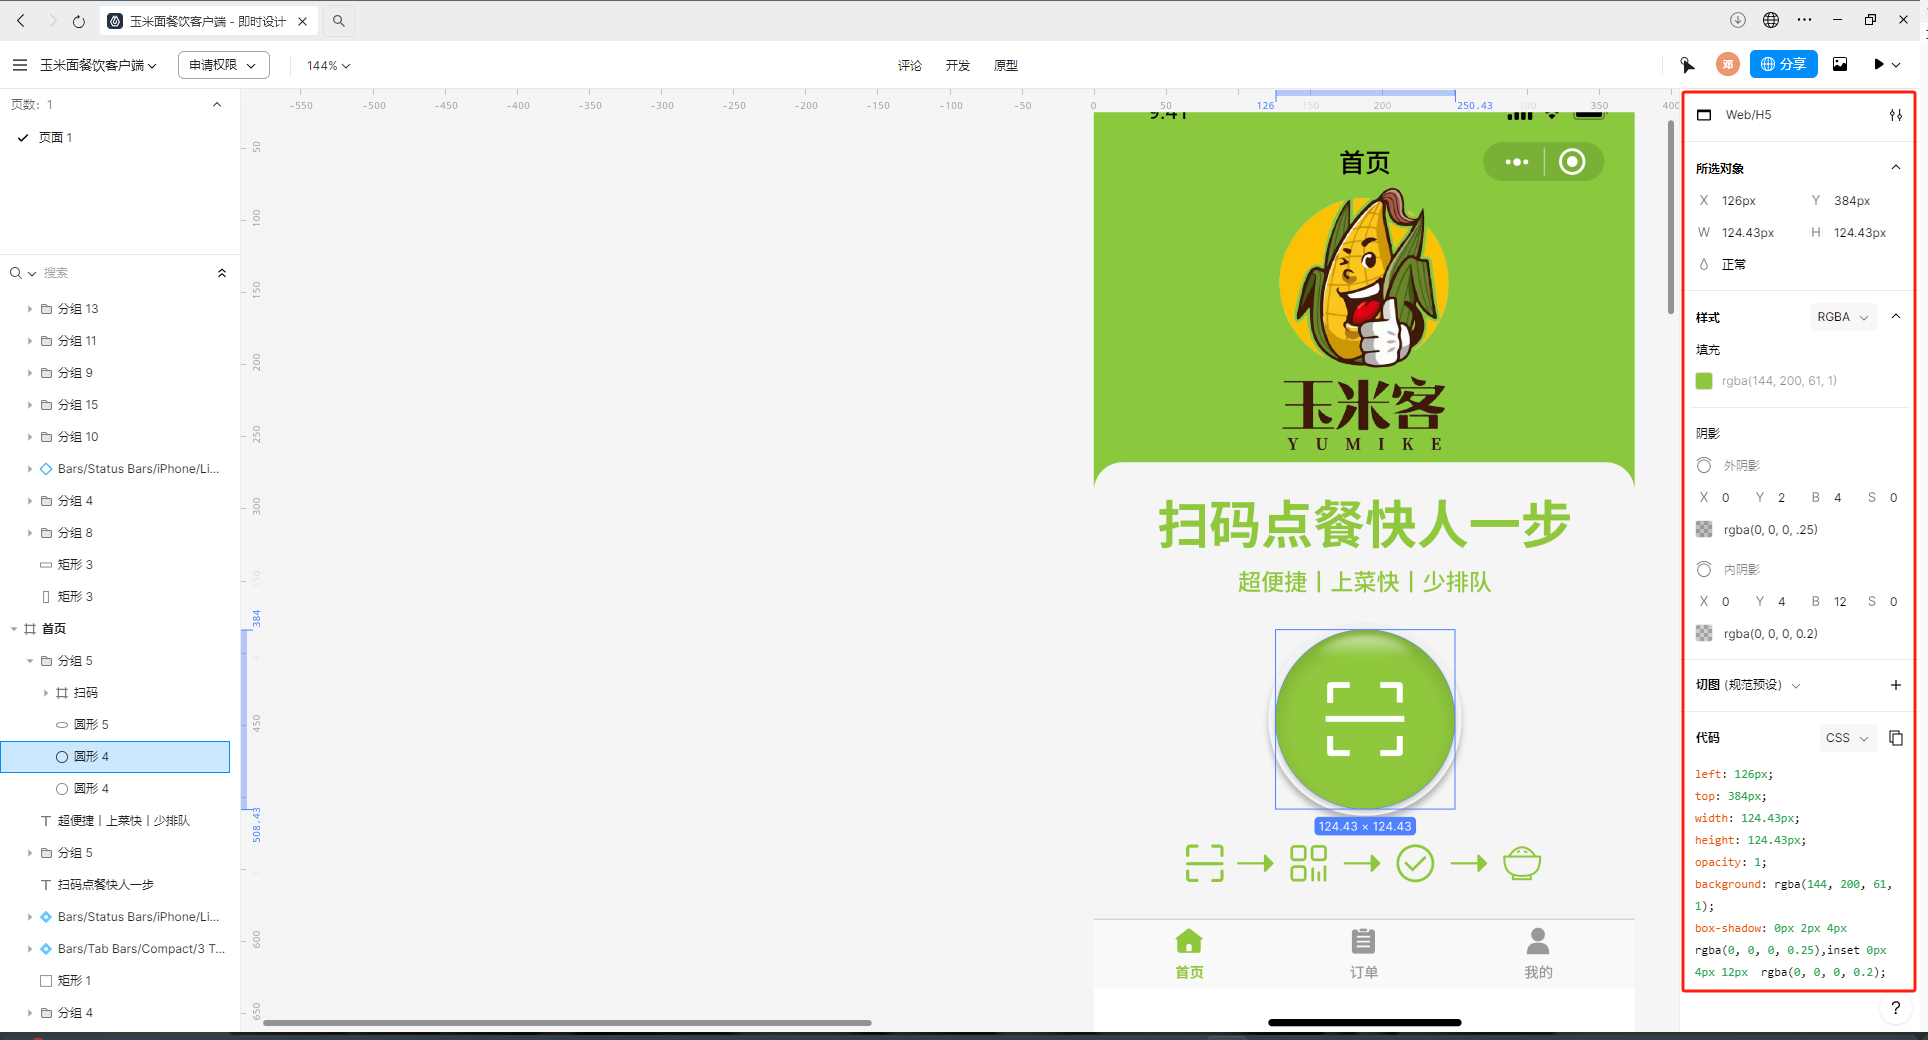 玉米面餐饮客户端 - 即时设计
玉米面餐饮客户端
申请权限
144%
评论
开发
原型
邓
分享
页数: 1
页面 1
搜索
分组 13
分组 11
分组 9
分组 15
分组 10
Bars/Status Bars/iPhone/Li...
分组 4
分组 8
矩形 3
矩形 3
首页
分组 5
扫码
圆形 5
圆形 4
圆形 4
超便捷丨上菜快丨少排队
分组 5
扫码点餐快人一步
Bars/Status Bars/iPhone/Li...
Bars/Tab Bars/Compact/3 T...
矩形 1
分组 4
-550 -500 -450 -400 -350 -300 -250 -200 -150 -100 -50 0 50 126 150 200 250.43 300 350 400
50
100
150
200
250
300
350
384
450
508.43
600
650
9:41
首页
玉米客
YUMIKE
扫码点餐快人一步
超便捷丨上菜快丨少排队
124.43 × 124.43
首页
订单
我的
Web/H5
所选对象
X 126px Y 384px
W 124.43px H 124.43px
正常
样式 RGBA
填充
rgba(144, 200, 61, 1)
阴影
外阴影
X 0 Y 2 B 4 S 0
rgba(0, 0, 0, .25)
内阴影
X 0 Y 4 B 12 S 0
rgba(0, 0, 0, 0.2)
切图 (规范预设)
代码 CSS
left: 126px;
top: 384px;
width: 124.43px;
height: 124.43px;
opacity: 1;
background: rgba(144, 200, 61,
1);
box-shadow: 0px 2px 4px
rgba(0, 0, 0, 0.25),inset 0px
4px 12px rgba(0, 0, 0, 0.2);
?